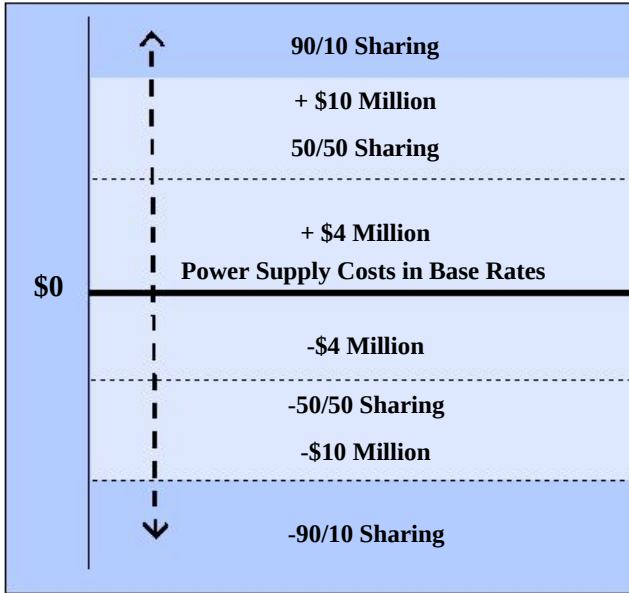 90/10 Sharing
+ $10 Million
50/50 Sharing
+ $4 Million
Power Supply Costs in Base Rates
$0
-$4 Million
-50/50 Sharing
-$10 Million
-90/10 Sharing